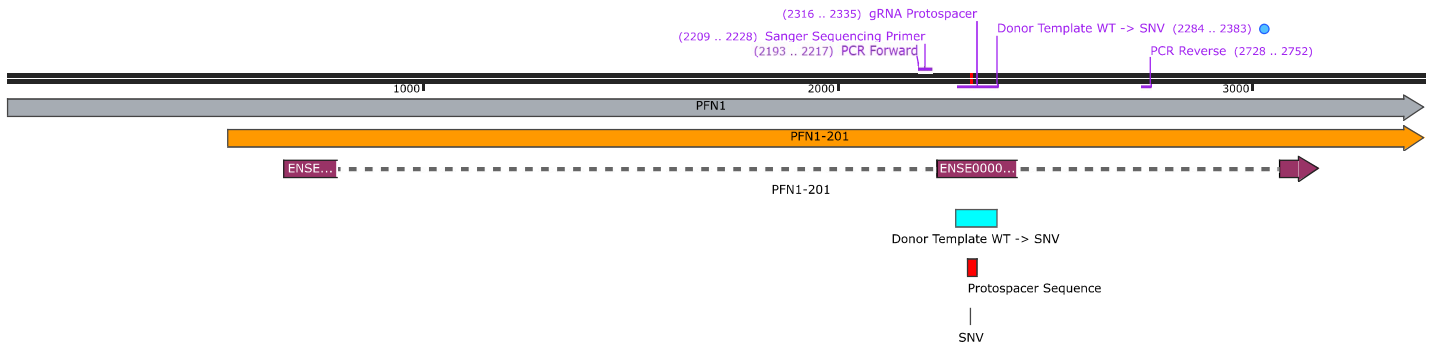 (2316 .. 2335) gRNA Protospacer
Donor Template WT -> SNV (2284 .. 2383)
(2209 .. 2228) Sanger Sequencing Primer
(2193 .. 2217) PCR Forward
PCR Reverse (2728 .. 2752)
1000
2000
3000
PFN1
PFN1-201
ENSE...
ENSE0000...
PFN1-201
Donor Template WT -> SNV
Protospacer Sequence
SNV